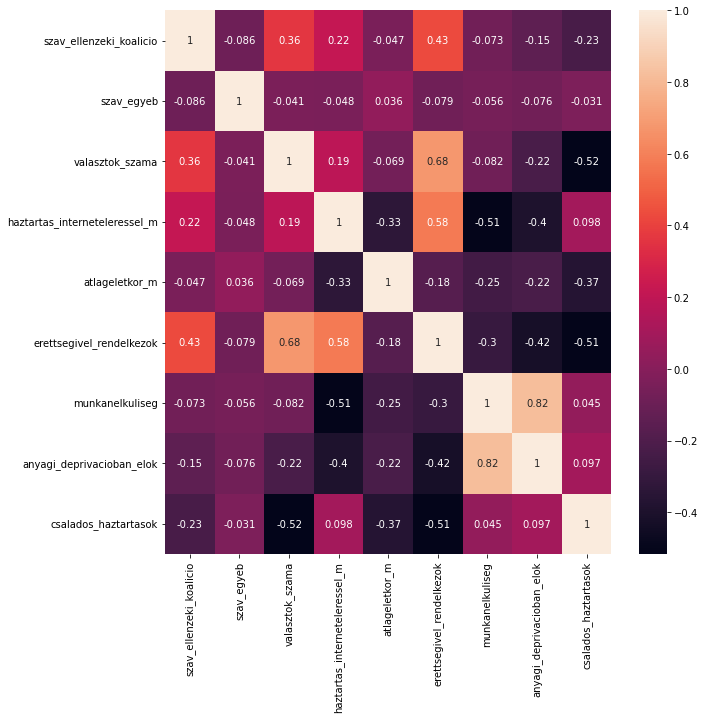 szav_ellenzeki_koalicio 1 -0.086 0.36 0.22 -0.047 0.43 -0.073 -0.15 -0.23
szav_egyeb -0.086 1 -0.041 -0.048 0.036 -0.079 -0.056 -0.076 -0.031
valasztok_szama 0.36 -0.041 1 0.19 -0.069 0.68 -0.082 -0.22 -0.52
haztartas_interneteleressel_m 0.22 -0.048 0.19 1 -0.33 0.58 -0.51 -0.4 0.098
atlageletkor_m -0.047 0.036 -0.069 -0.33 1 -0.18 -0.25 -0.22 -0.37
erettsegivel_rendelkezok 0.43 -0.079 0.68 0.58 -0.18 1 -0.3 -0.42 -0.51
munkanelkuliseg -0.073 -0.056 -0.082 -0.51 -0.25 -0.3 1 0.82 0.045
anyagi_deprivacioban_elok -0.15 -0.076 -0.22 -0.4 -0.22 -0.42 0.82 1 0.097
csalados_haztartasok -0.23 -0.031 -0.52 0.098 -0.37 -0.51 0.045 0.097 1
szav_ellenzeki_koalicio
szav_egyeb
valasztok_szama
haztartas_interneteleressel_m
atlageletkor_m
erettsegivel_rendelkezok
munkanelkuliseg
anyagi_deprivacioban_elok
csalados_haztartasok
1.0
0.8
0.6
0.4
0.2
0.0
−0.2
−0.4